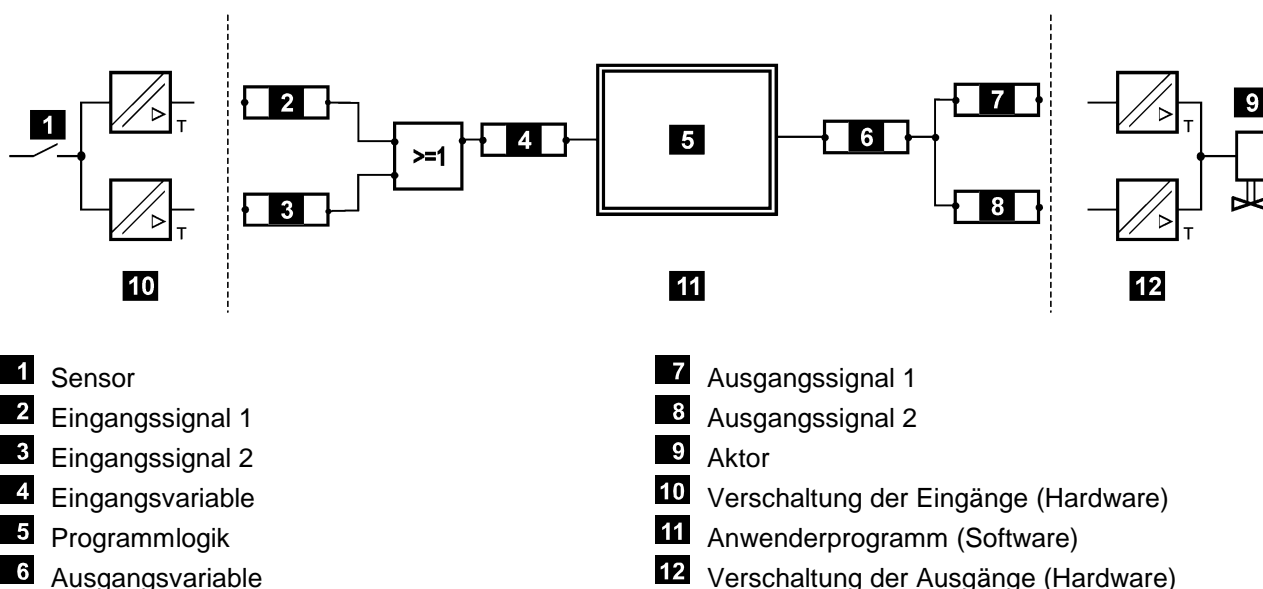 1
T
T
10
2
3
>=1
4
5
11
6
7
8
T
T
9
12
1 Sensor
2 Eingangssignal 1
3 Eingangssignal 2
4 Eingangsvariable
5 Programmlogik
6 Ausgangsvariable
7 Ausgangssignal 1
8 Ausgangssignal 2
9 Aktor
10 Verschaltung der Eingänge (Hardware)
11 Anwenderprogramm (Software)
12 Verschaltung der Ausgänge (Hardware)